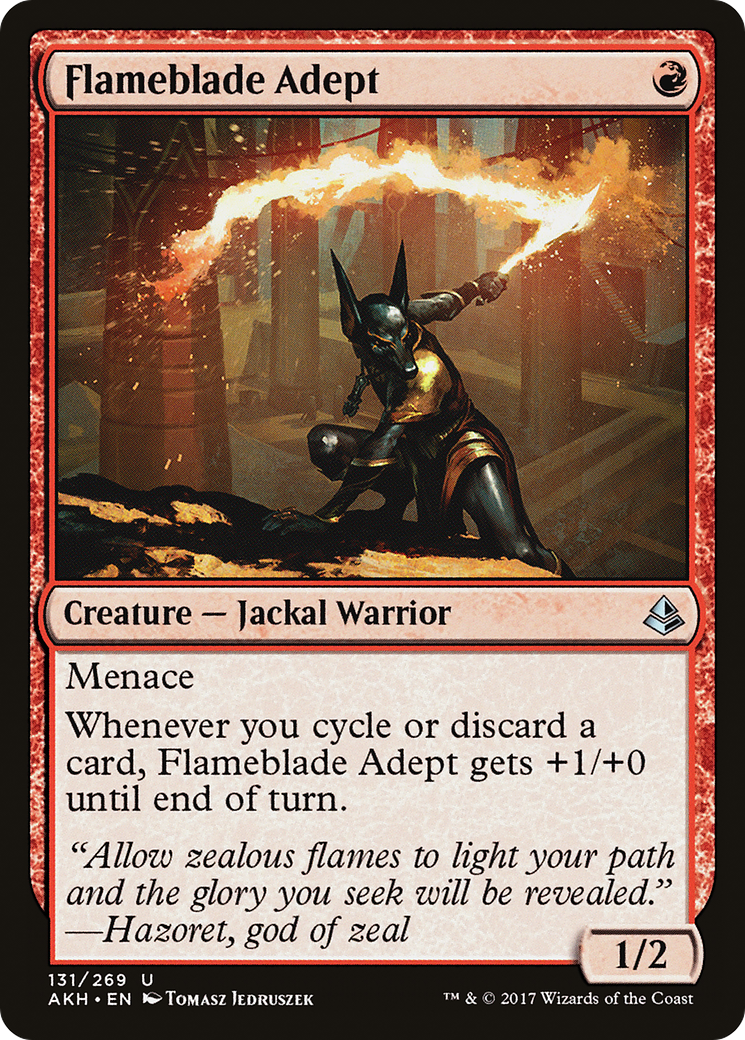 Flameblade Adept
Creature — Jackal Warrior
Menace
Whenever you cycle or discard a
card, Flameblade Adept gets +1/+0
until end of turn.
“Allow zealous flames to light your path
and the glory you seek will be revealed.”
—Hazoret, god of zeal
1/2
131/269 U
AKH • EN Tomasz Jedruszek
™ & © 2017 Wizards of the Coast